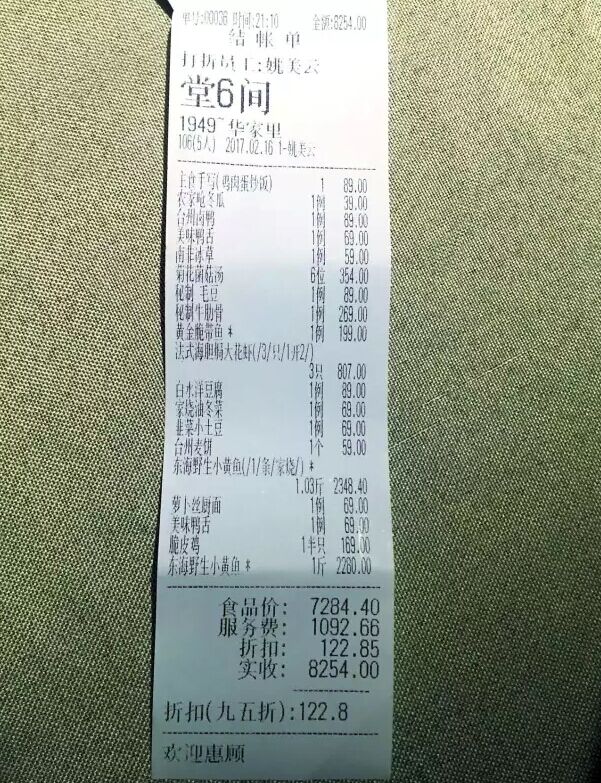 单号:00038 时间:21:10 金额:8254.00
结帐单
打折员工:姚美云
堂6间
1949~华家里
106(5人) 2017.02.16 1-姚美云
主食手写(鸡肉蛋炒饭) 1 89.00
农家炖冬瓜 1例 39.00
台州卤鸭 1例 89.00
美味鸭舌 1例 69.00
南非冰草 1例 59.00
菊花菌菇汤 6位 354.00
秘制 毛豆 1例 89.00
秘制牛肋骨 1例 269.00
黄金脆带鱼 * 1例 199.00
法式海胆焗大花虾(/3/只/1开2/)
3只 807.00
白水洋豆腐 1例 89.00
家烧油冬菜 1例 69.00
韭菜小土豆 1例 69.00
台州麦饼 1个 59.00
东海野生小黄鱼(/1/条/家烧/) *
1.03斤 2348.40
萝卜丝厨面 1例 69.00
美味鸭舌 1例 69.00
脆皮鸡 1半只 169.00
东海野生小黄鱼 * 1斤 2280.00
食品价: 7284.40
服务费: 1092.66
折扣: 122.85
实收: 8254.00
折扣(九五折):122.8
欢迎惠顾